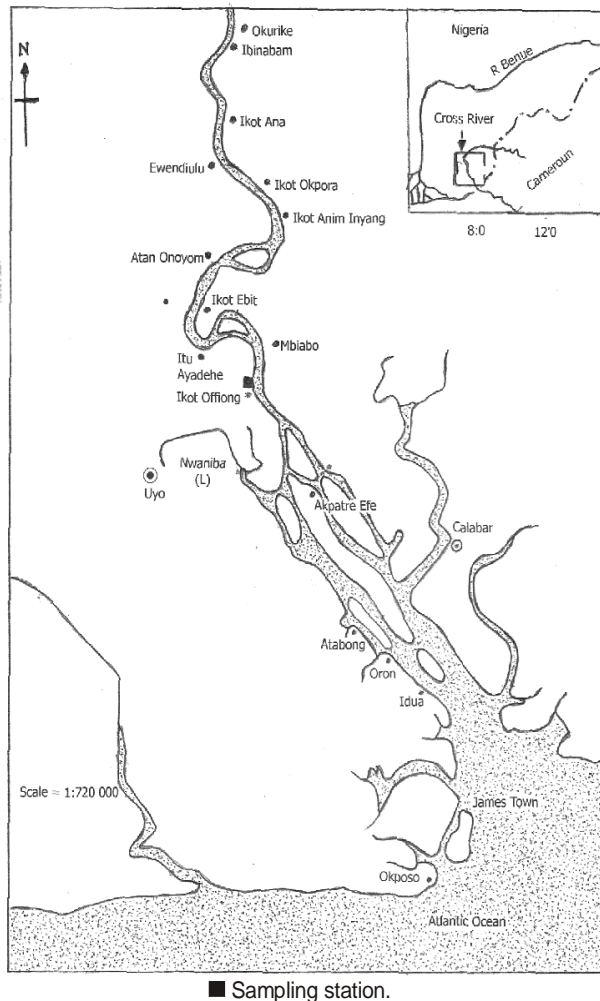 Okurike
Ibinabam
N
Ikot Ana
Ewendiulu
Ikot Okpora
Ikot Anim Inyang
Atan Onoyom
Ikot Ebit
Mbiabo
Itu
Ayadehe
Ikot Offiong
Nwaniba
(L)
Uyo
Akpatre Efe
Calabar
Atabong
Oron
Idua
Scale = 1:720 000
James Town
Okposo
Atlantic Ocean
Nigeria
R Benue
Cross River
Cameroun
8:0 12'0
■ Sampling station.